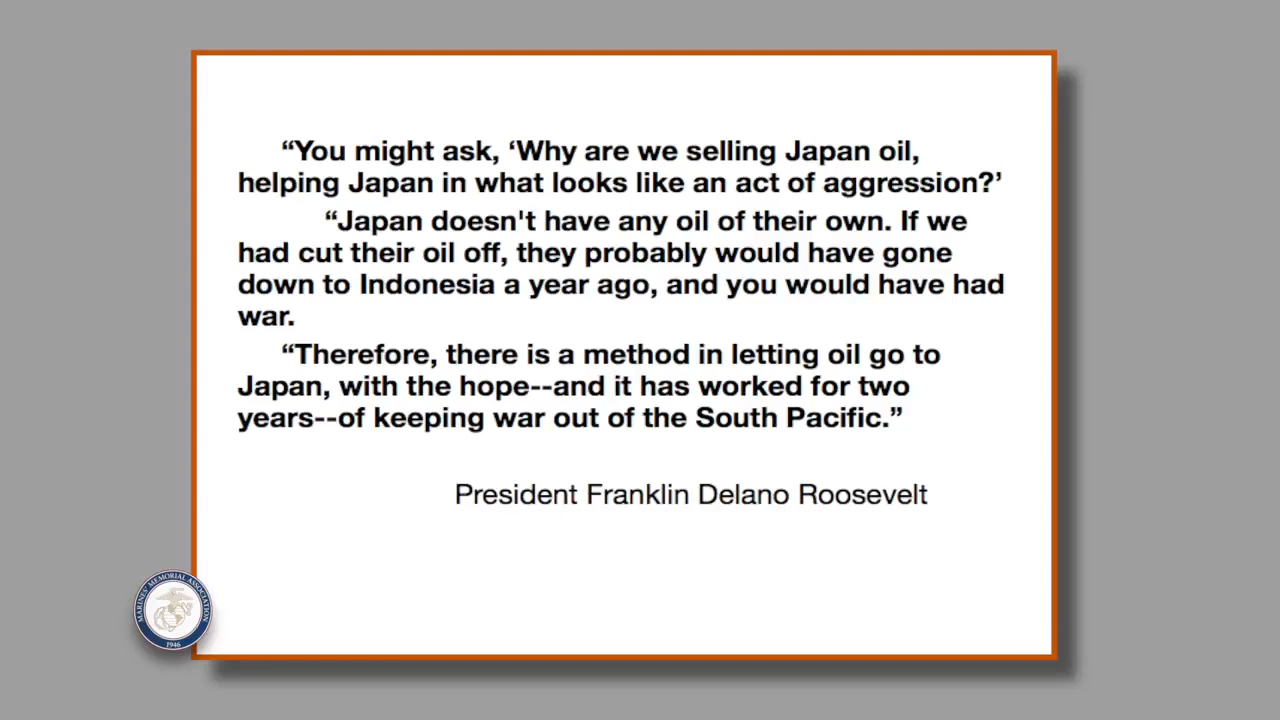 “You might ask, ‘Why are we selling Japan oil,
helping Japan in what looks like an act of aggression?’
“Japan doesn't have any oil of their own. If we
had cut their oil off, they probably would have gone
down to Indonesia a year ago, and you would have had
war.
“Therefore, there is a method in letting oil go to
Japan, with the hope--and it has worked for two
years--of keeping war out of the South Pacific.”
President Franklin Delano Roosevelt
MARINES' MEMORIAL ASSOCIATION
1946